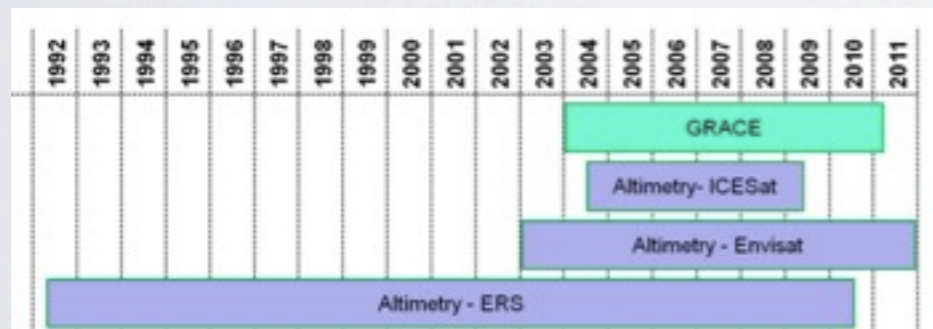 1992 1993 1994 1995 1996 1997 1998 1999 2000 2001 2002 2003 2004 2005 2006 2007 2008 2009 2010 2011
GRACE
Altimetry- ICESat
Altimetry - Envisat
Altimetry - ERS